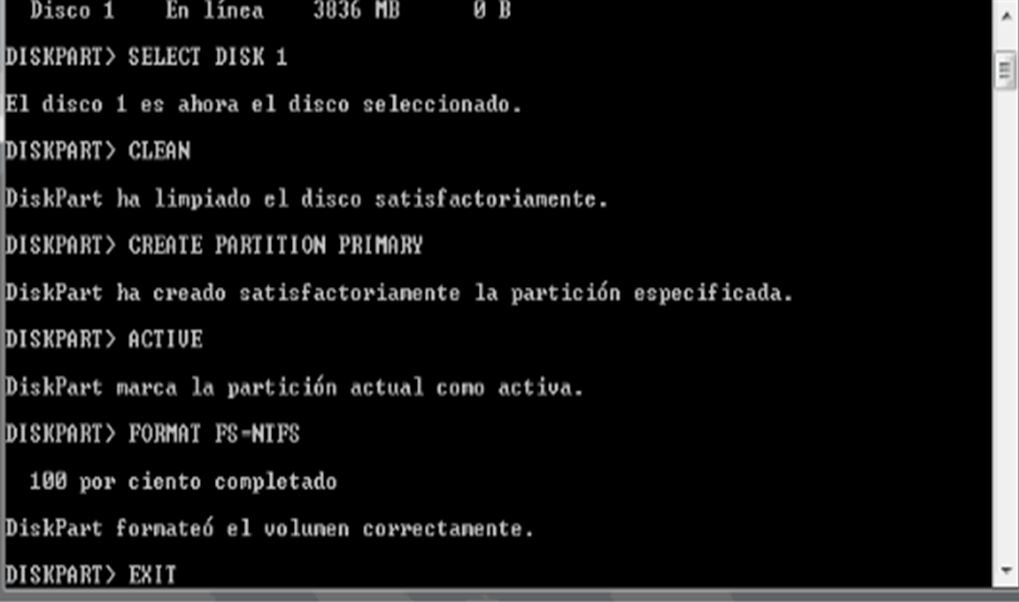 Disco 1    En línea    3836 MB    0 B
DISKPART> SELECT DISK 1
El disco 1 es ahora el disco seleccionado.
DISKPART> CLEAN
DiskPart ha limpiado el disco satisfactoriamente.
DISKPART> CREATE PARTITION PRIMARY
DiskPart ha creado satisfactoriamente la partición especificada.
DISKPART> ACTIVE
DiskPart marca la partición actual como activa.
DISKPART> FORMAT FS=NTFS
100 por ciento completado
DiskPart formateó el volumen correctamente.
DISKPART> EXIT